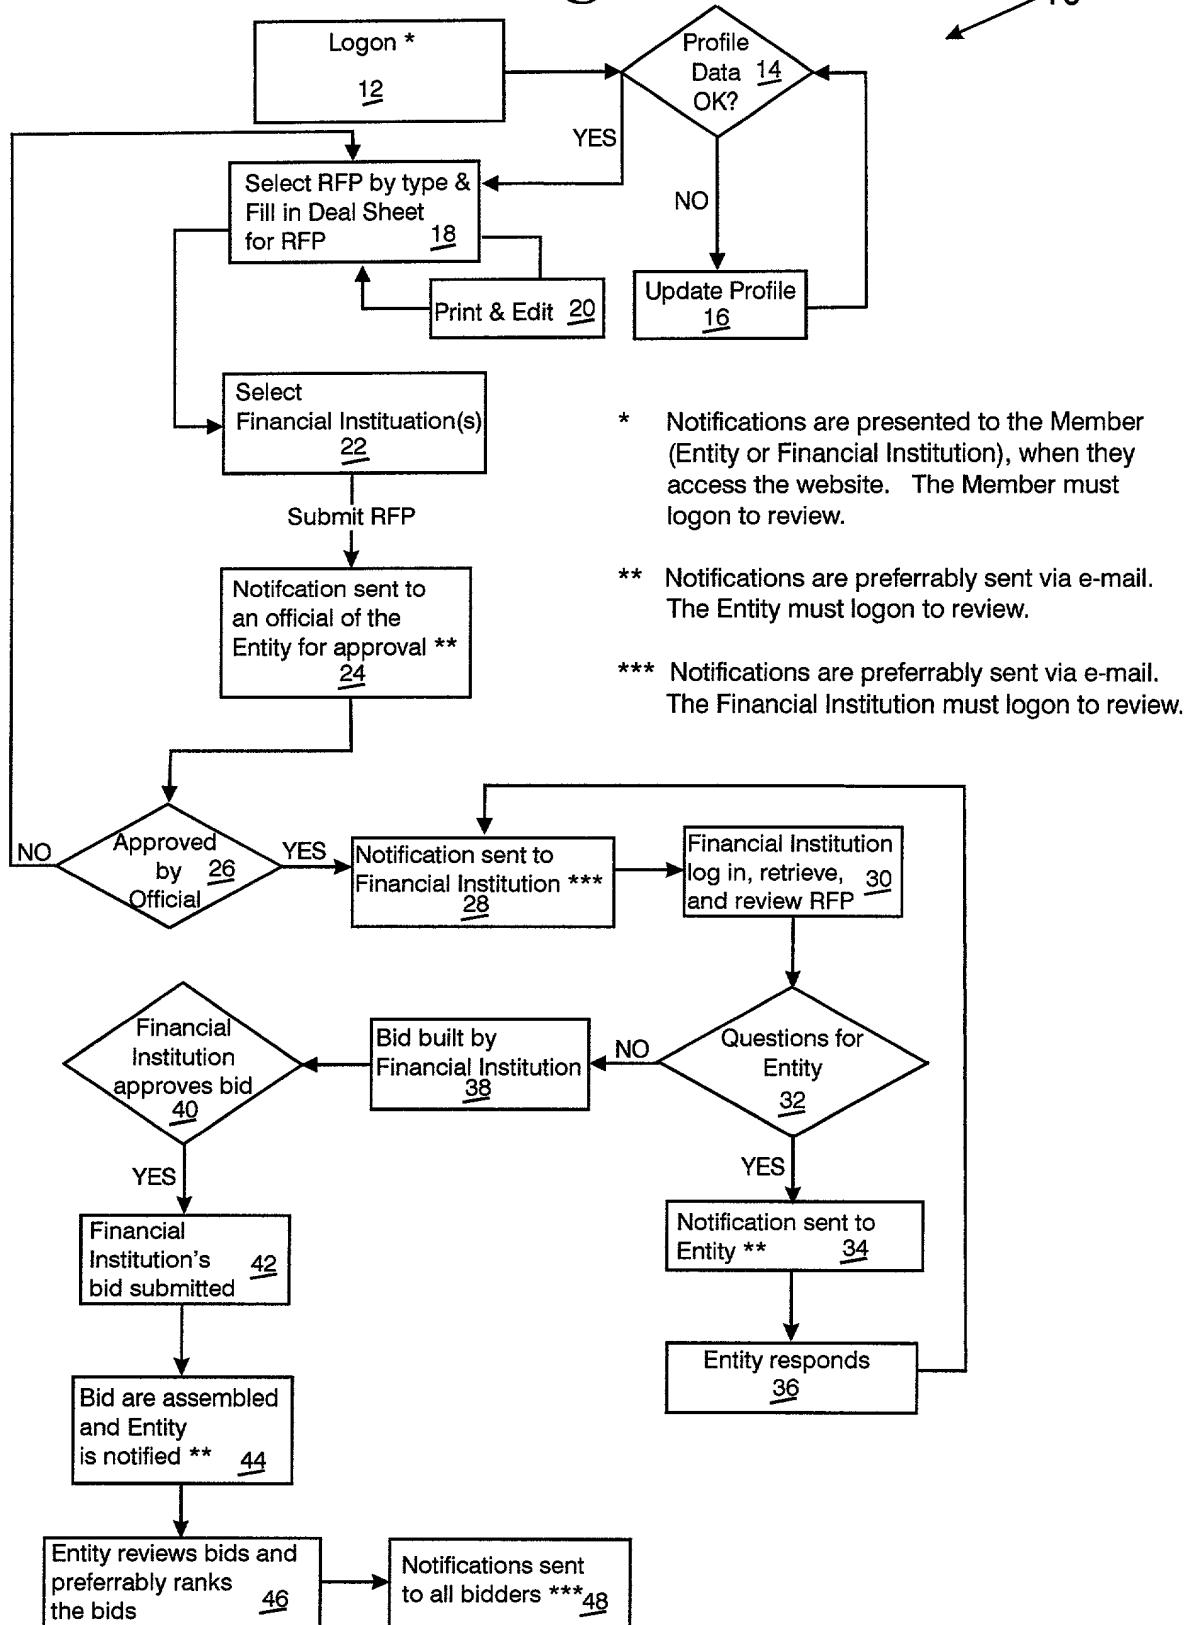 Logon *
12
Profile
Data 14
OK?
YES
NO
Select RFP by type &
Fill in Deal Sheet
for RFP 18
Print & Edit 20
Update Profile
16
Select
Financial Instituation(s)
22
Submit RFP
* Notifications are presented to the Member
(Entity or Financial Institution), when they
access the website. The Member must
logon to review.
** Notifications are preferrably sent via e-mail.
The Entity must logon to review.
*** Notifications are preferrably sent via e-mail.
The Financial Institution must logon to review.
Notifcation sent to
an official of the
Entity for approval **
24
NO
Approved
by 26
Official
YES
Notification sent to
Financial Institution ***
28
Financial Institution
log in, retrieve, 30
and review RFP
Financial
Institution
approves bid
40
Bid built by
Financial Institution
38
NO
Questions for
Entity
32
YES
YES
Financial
Institution's 42
bid submitted
Notification sent to
Entity ** 34
Entity responds
36
Bid are assembled
and Entity
is notified ** 44
Entity reviews bids and
preferrably ranks
the bids 46
Notifications sent
to all bidders *** 48